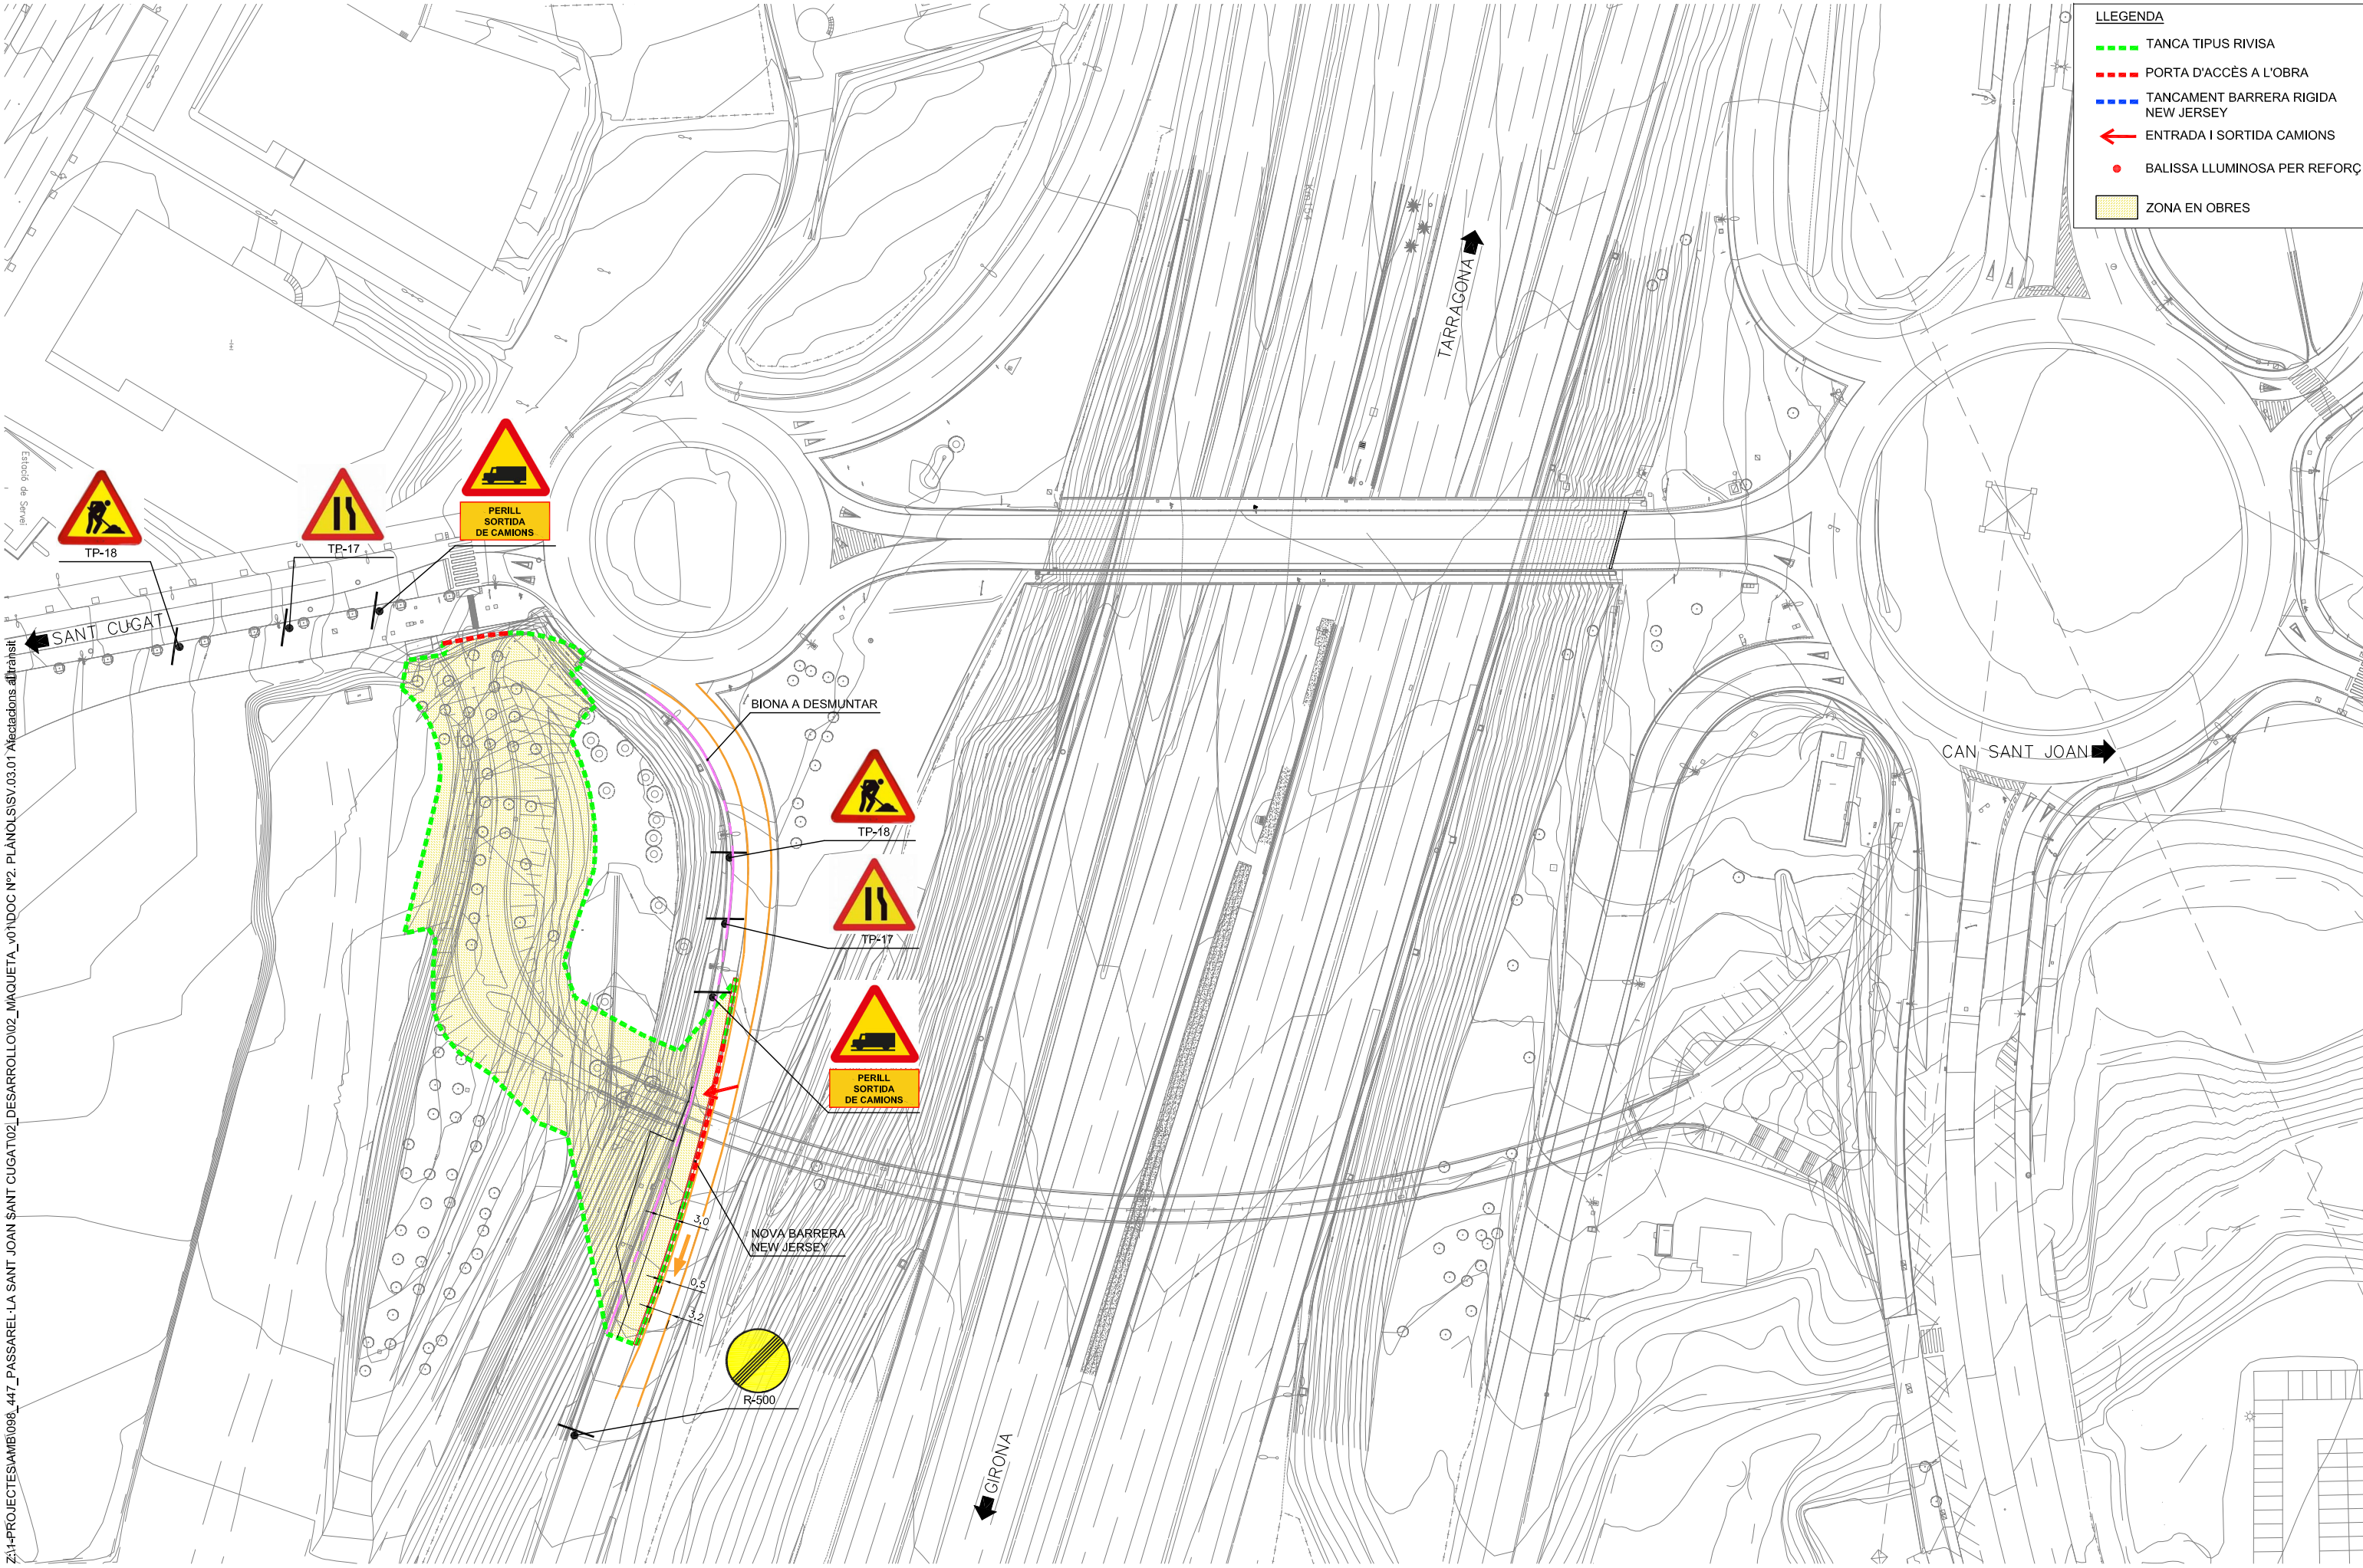 LLEGENDA
TANCA TIPUS RIVISA
PORTA D'ACCÈS A L'OBRA
TANCAMENT BARRERA RIGIDA
NEW JERSEY
ENTRADA I SORTIDA CAMIONS
BALISSA LLUMINOSA PER REFORÇ
ZONA EN OBRES
Km154
TARRAGONA
PERILL
SORTIDA
DE CAMIONS
Estació de Servei
TP-18
TP-17
SANT CUGAT
BIONA A DESMUNTAR
CAN SANT JOAN
TP-18
TP-17
PERILL
SORTIDA
DE CAMIONS
3,0
NOVA BARRERA
NEW JERSEY
0,5
3,2
R-500
GIRONA
Z:\1-PROJECTES\AMB\098_447_PASSAREL·LA SANT JOAN SANT CUGAT\02_DESARROLLO\02_MAQUETA_v01\DOC Nº2. PLÀNOLS\SV.03.01 Afectacions al trànsit